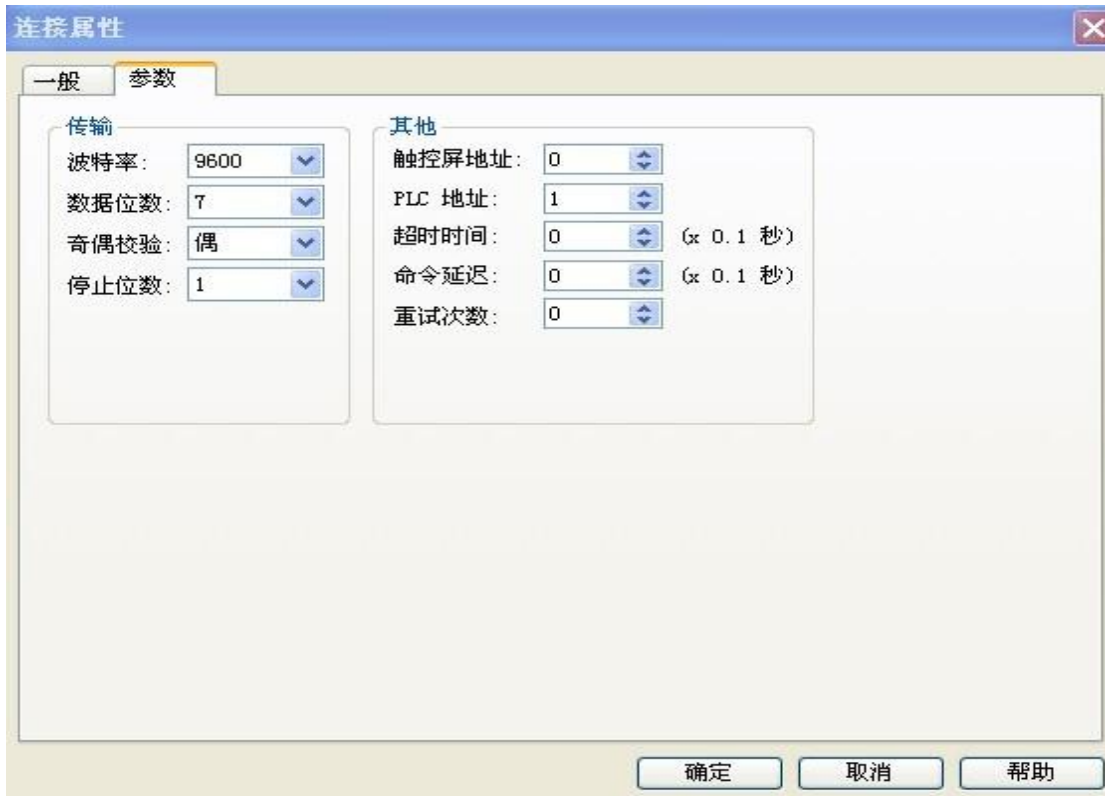 连接属性
一般 参数
传输
波特率: 9600
数据位数: 7
奇偶校验: 偶
停止位数: 1
其他
触控屏地址: 0
PLC 地址: 1
超时时间: 0 (x 0.1 秒)
命令延迟: 0 (x 0.1 秒)
重试次数: 0
确定 取消 帮助